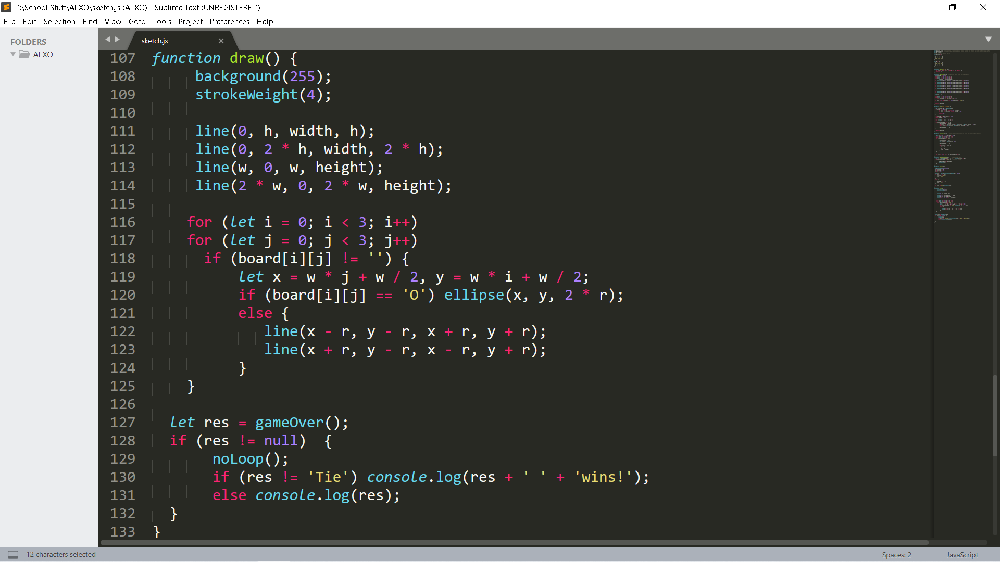 D:\School Stuff\AI XO\sketch.js (AI XO) - Sublime Text (UNREGISTERED)
File Edit Selection Find View Goto Tools Project Preferences Help
FOLDERS
AI XO
sketch.js
107 function draw() {
108 background(255);
109 strokeWeight(4);
110
111 line(0, h, width, h);
112 line(0, 2 * h, width, 2 * h);
113 line(w, 0, w, height);
114 line(2 * w, 0, 2 * w, height);
115
116 for (let i = 0; i < 3; i++)
117 for (let j = 0; j < 3; j++)
118 if (board[i][j] != '') {
119 let x = w * j + w / 2, y = w * i + w / 2;
120 if (board[i][j] == 'O') ellipse(x, y, 2 * r);
121 else {
122 line(x - r, y - r, x + r, y + r);
123 line(x + r, y - r, x - r, y + r);
124 }
125 }
126
127 let res = gameOver();
128 if (res != null)  {
129 noLoop();
130 if (res != 'Tie') console.log(res + ' ' + 'wins!');
131 else console.log(res);
132 }
133 }
12 characters selected
Spaces: 2
JavaScript